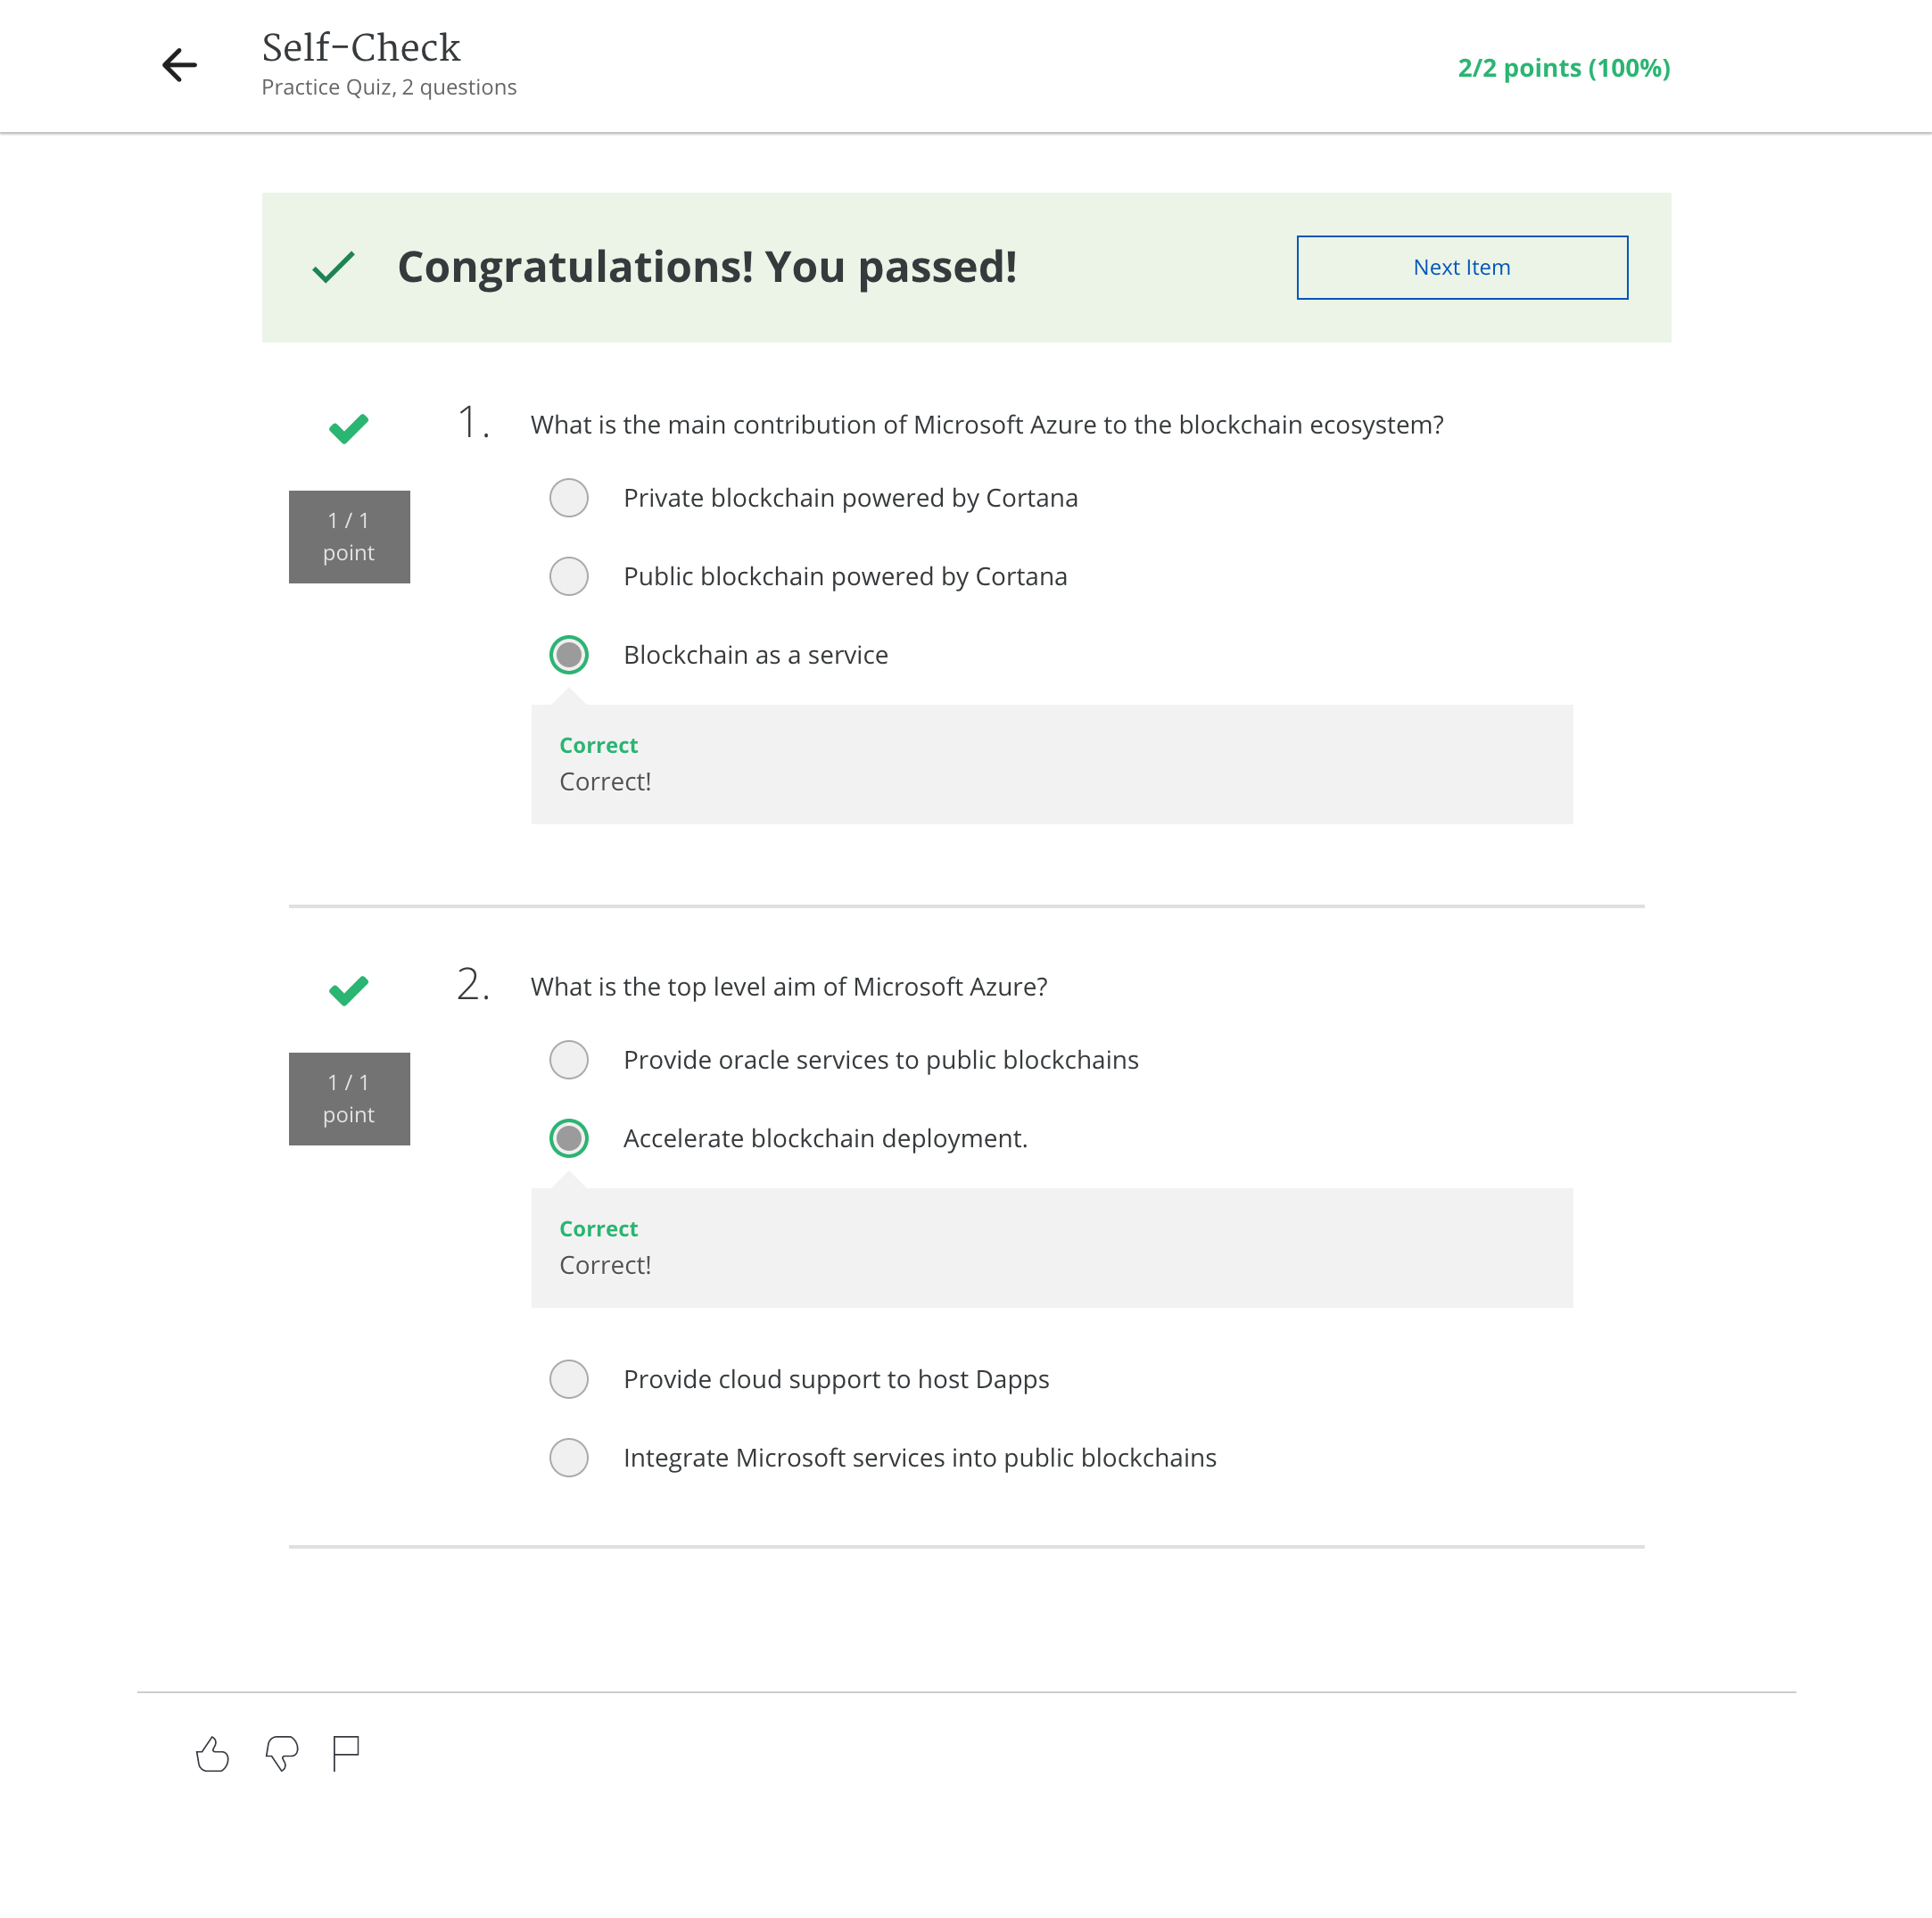 Self-Check
Practice Quiz, 2 questions
2/2 points (100%)
Congratulations! You passed!
Next Item
1.
What is the main contribution of Microsoft Azure to the blockchain ecosystem?
1 / 1
point
Private blockchain powered by Cortana
Public blockchain powered by Cortana
Blockchain as a service
Correct
Correct!
2.
What is the top level aim of Microsoft Azure?
1 / 1
point
Provide oracle services to public blockchains
Accelerate blockchain deployment.
Correct
Correct!
Provide cloud support to host Dapps
Integrate Microsoft services into public blockchains